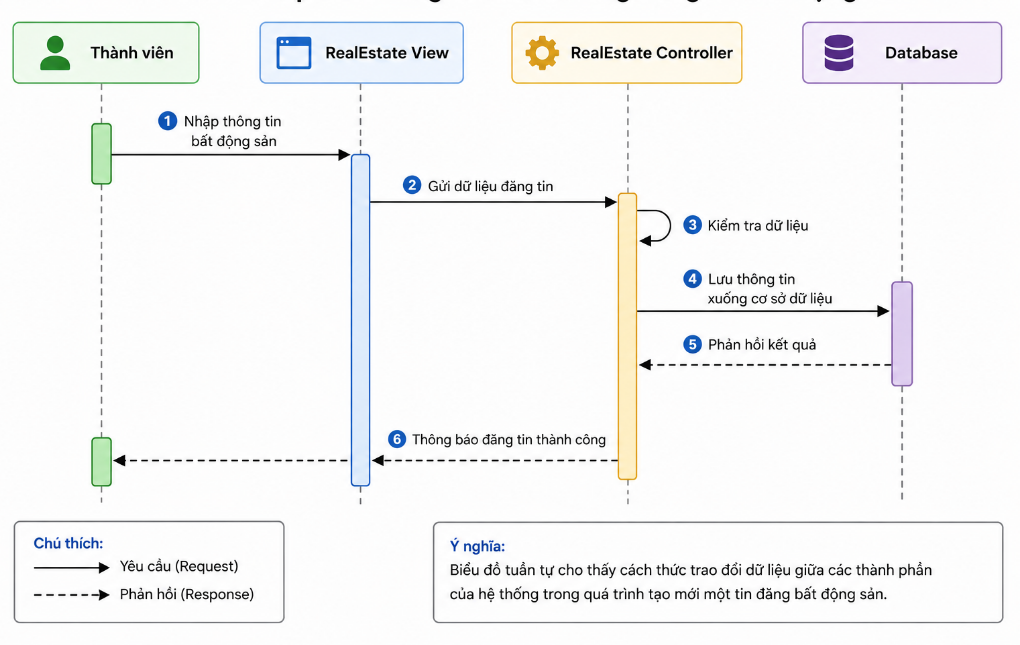 Thành viên
RealEstate View
RealEstate Controller
Database
1 Nhập thông tin
bất động sản
2 Gửi dữ liệu đăng tin
3 Kiểm tra dữ liệu
4 Lưu thông tin
xuống cơ sở dữ liệu
5 Phản hồi kết quả
6 Thông báo đăng tin thành công
Chú thích:
Yêu cầu (Request)
Phản hồi (Response)
Ý nghĩa:
Biểu đồ tuần tự cho thấy cách thức trao đổi dữ liệu giữa các thành phần
của hệ thống trong quá trình tạo mới một tin đăng bất động sản.